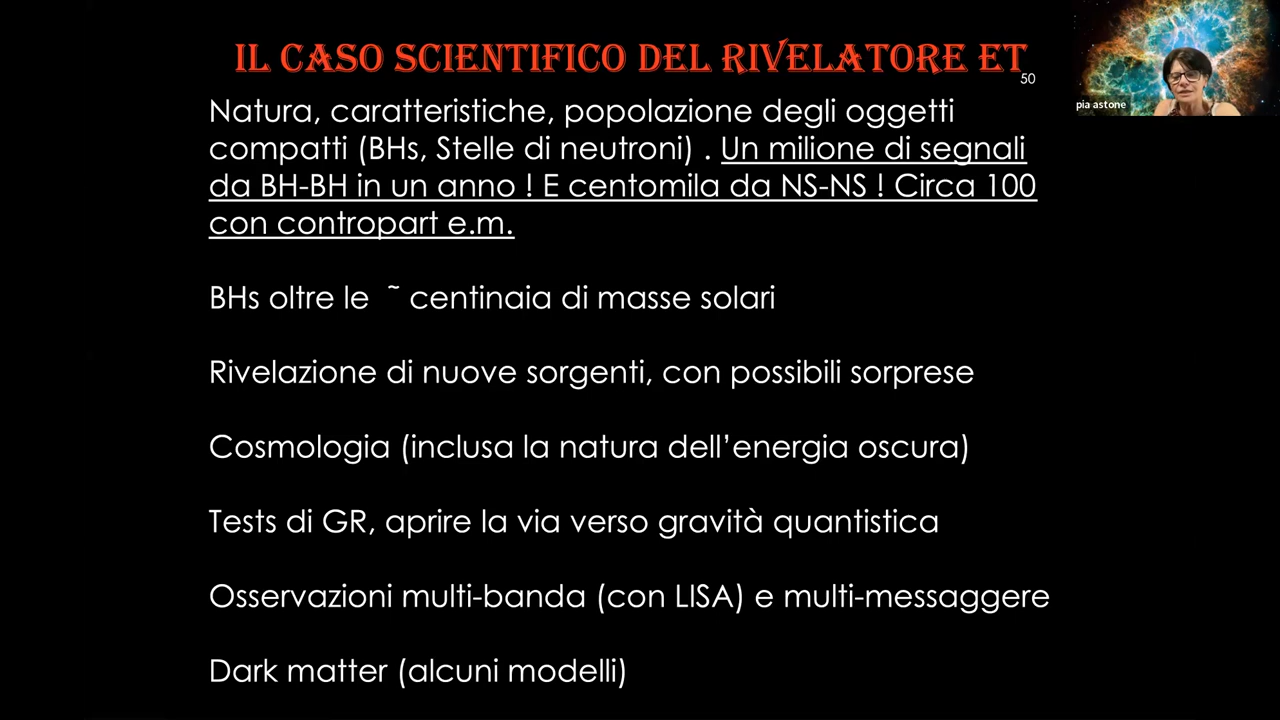 IL CASO SCIENTIFICO DEL RIVELATORE ET
50
pia astone
Natura, caratteristiche, popolazione degli oggetti
compatti (BHs, Stelle di neutroni) . Un milione di segnali
da BH-BH in un anno ! E centomila da NS-NS ! Circa 100
con contropart e.m.
BHs oltre le ~ centinaia di masse solari
Rivelazione di nuove sorgenti, con possibili sorprese
Cosmologia (inclusa la natura dell’energia oscura)
Tests di GR, aprire la via verso gravità quantistica
Osservazioni multi-banda (con LISA) e multi-messaggere
Dark matter (alcuni modelli)